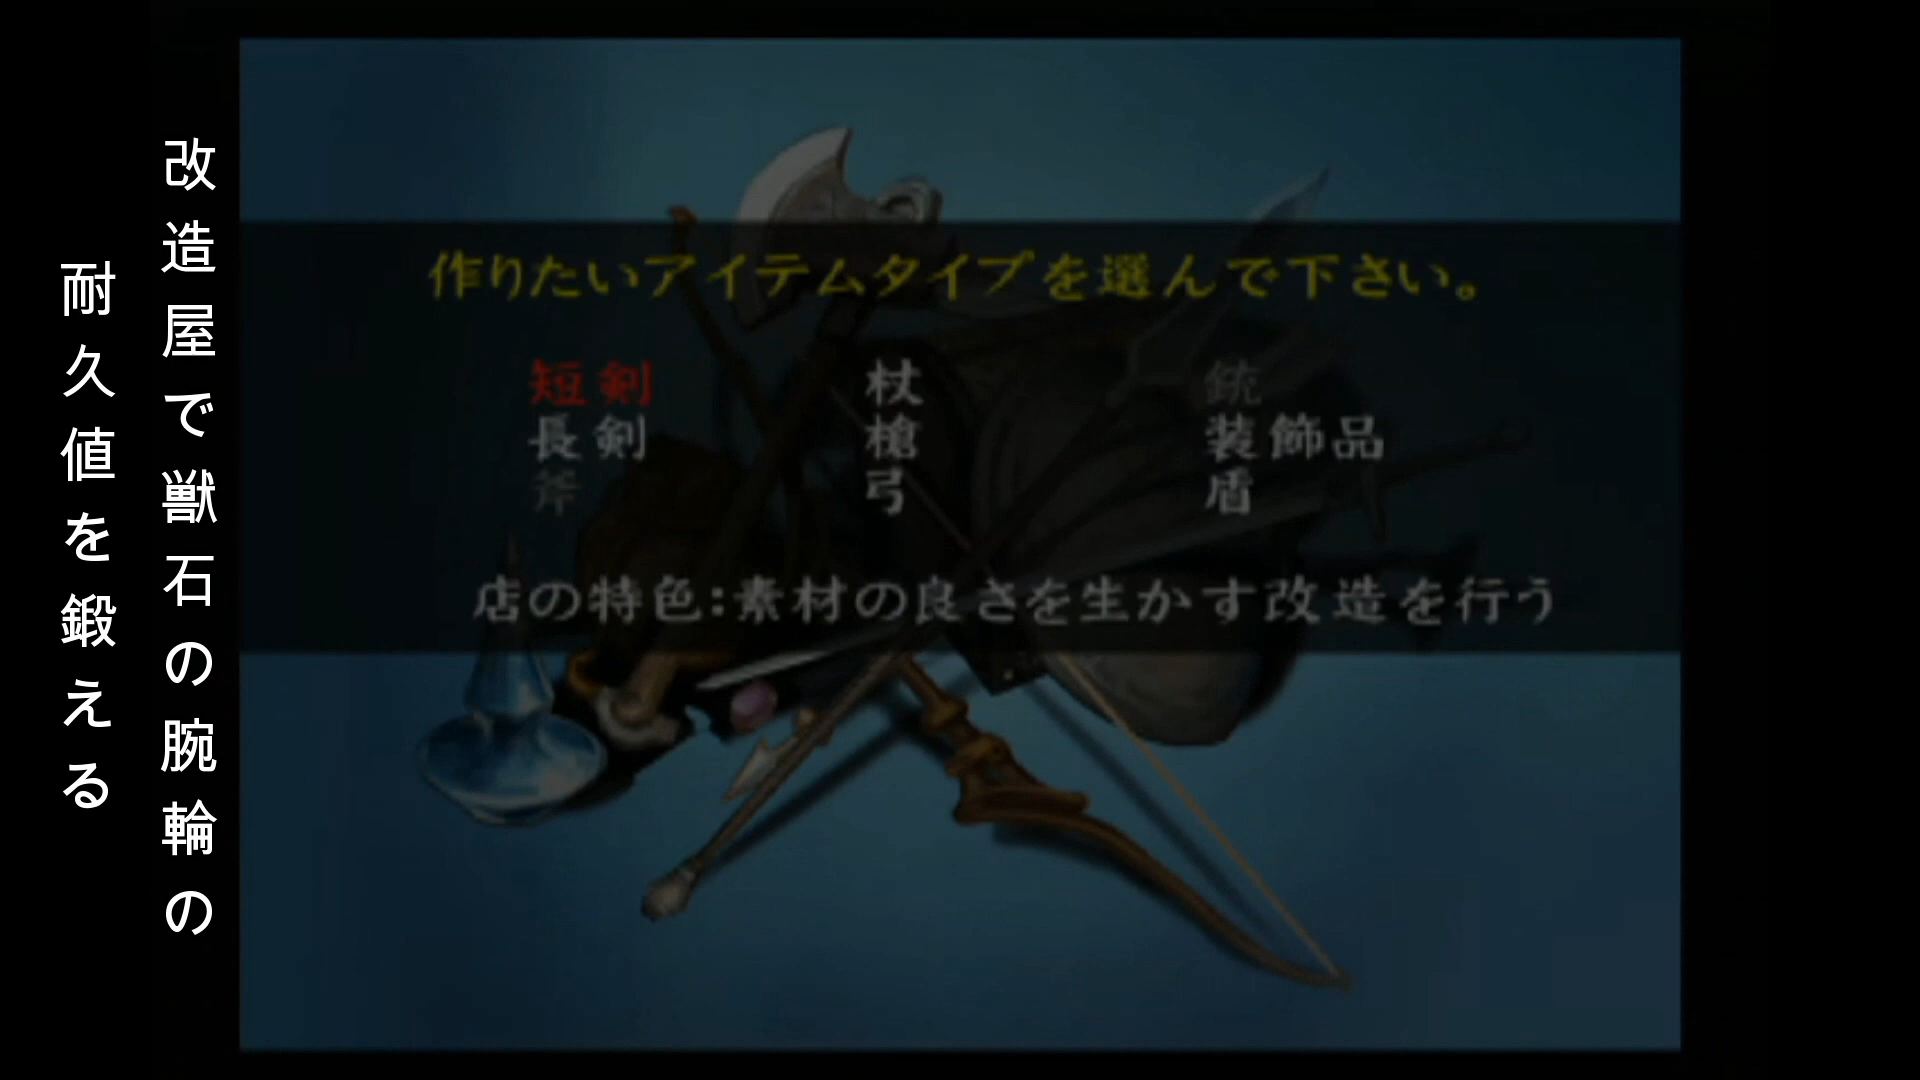 改造屋で獣石の腕輪の
耐久値を鍛える
作りたいアイテムタイプを選んで下さい。
短剣 杖 銃
長剣 槍 装飾品
斧 弓 盾
店の特色:素材の良さを生かす改造を行う